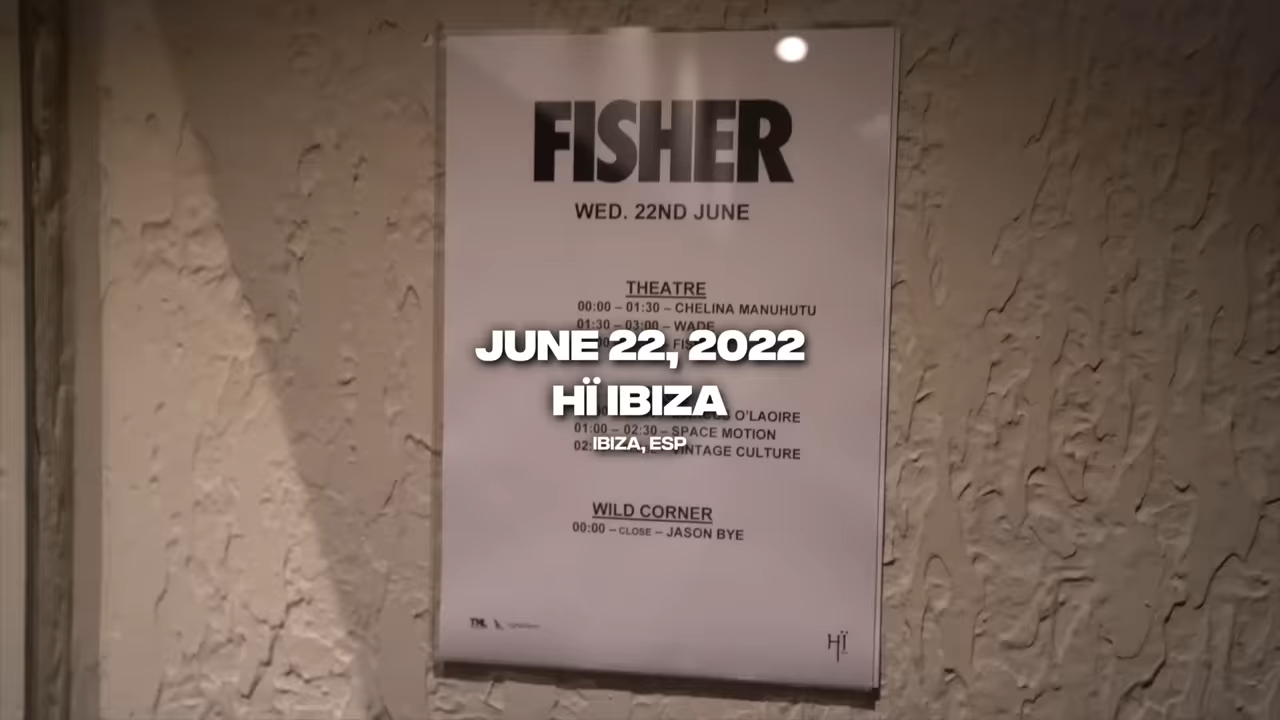 FISHER
WED. 22ND JUNE
THEATRE
00:00 – 01:30 – CHELINA MANUHUTU
01:30 – 03:00 – WADE
JUNE 22, 2022
HÏ IBIZA
O'LAOIRE
01:00 – 02:30 – SPACE MOTION
IBIZA, ESP
VINTAGE CULTURE
WILD CORNER
00:00 – CLOSE – JASON BYE
HÏ